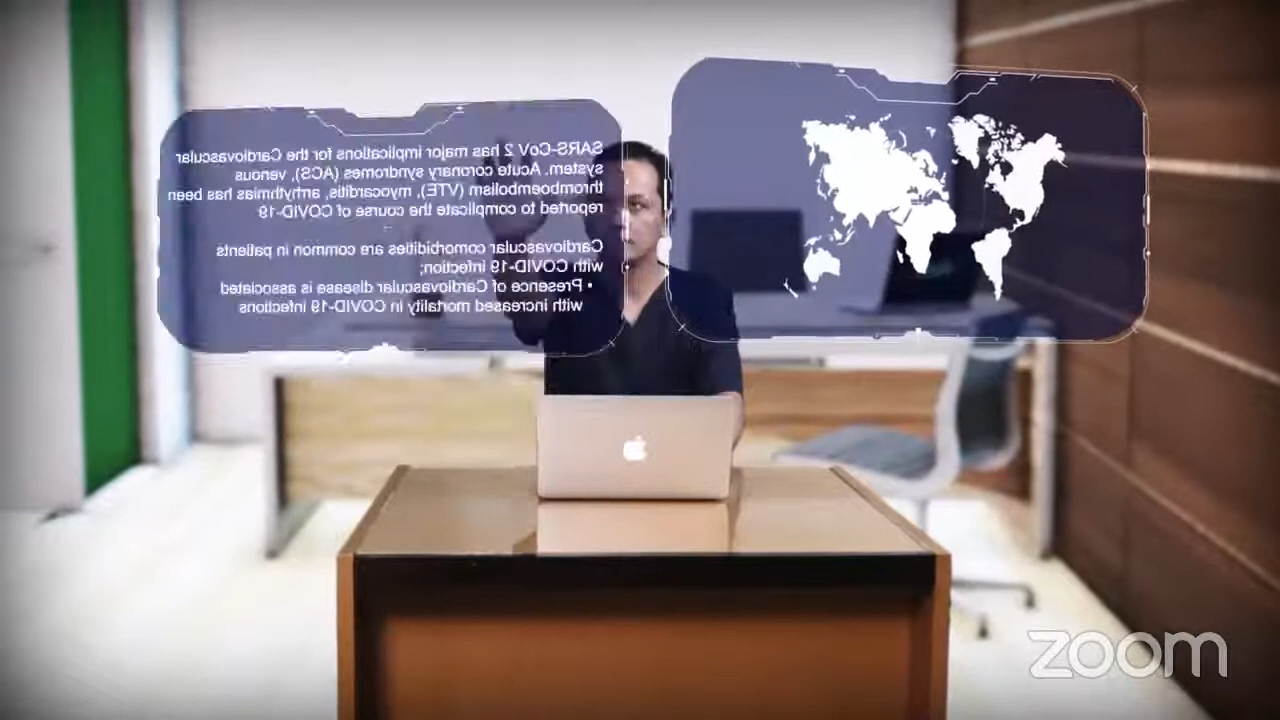 SARS-CoV 2 has major implications for the Cardiovascular
system. Acute coronary syndromes (ACS), venous
thromboembolism (VTE), myocarditis, arrhythmias has been
reported to complicate the course of COVID-19
Cardiovascular comorbidities are common in patients
with COVID-19 infection;
• Presence of Cardiovascular disease is associated
with increased mortality in COVID-19 infections
zoom